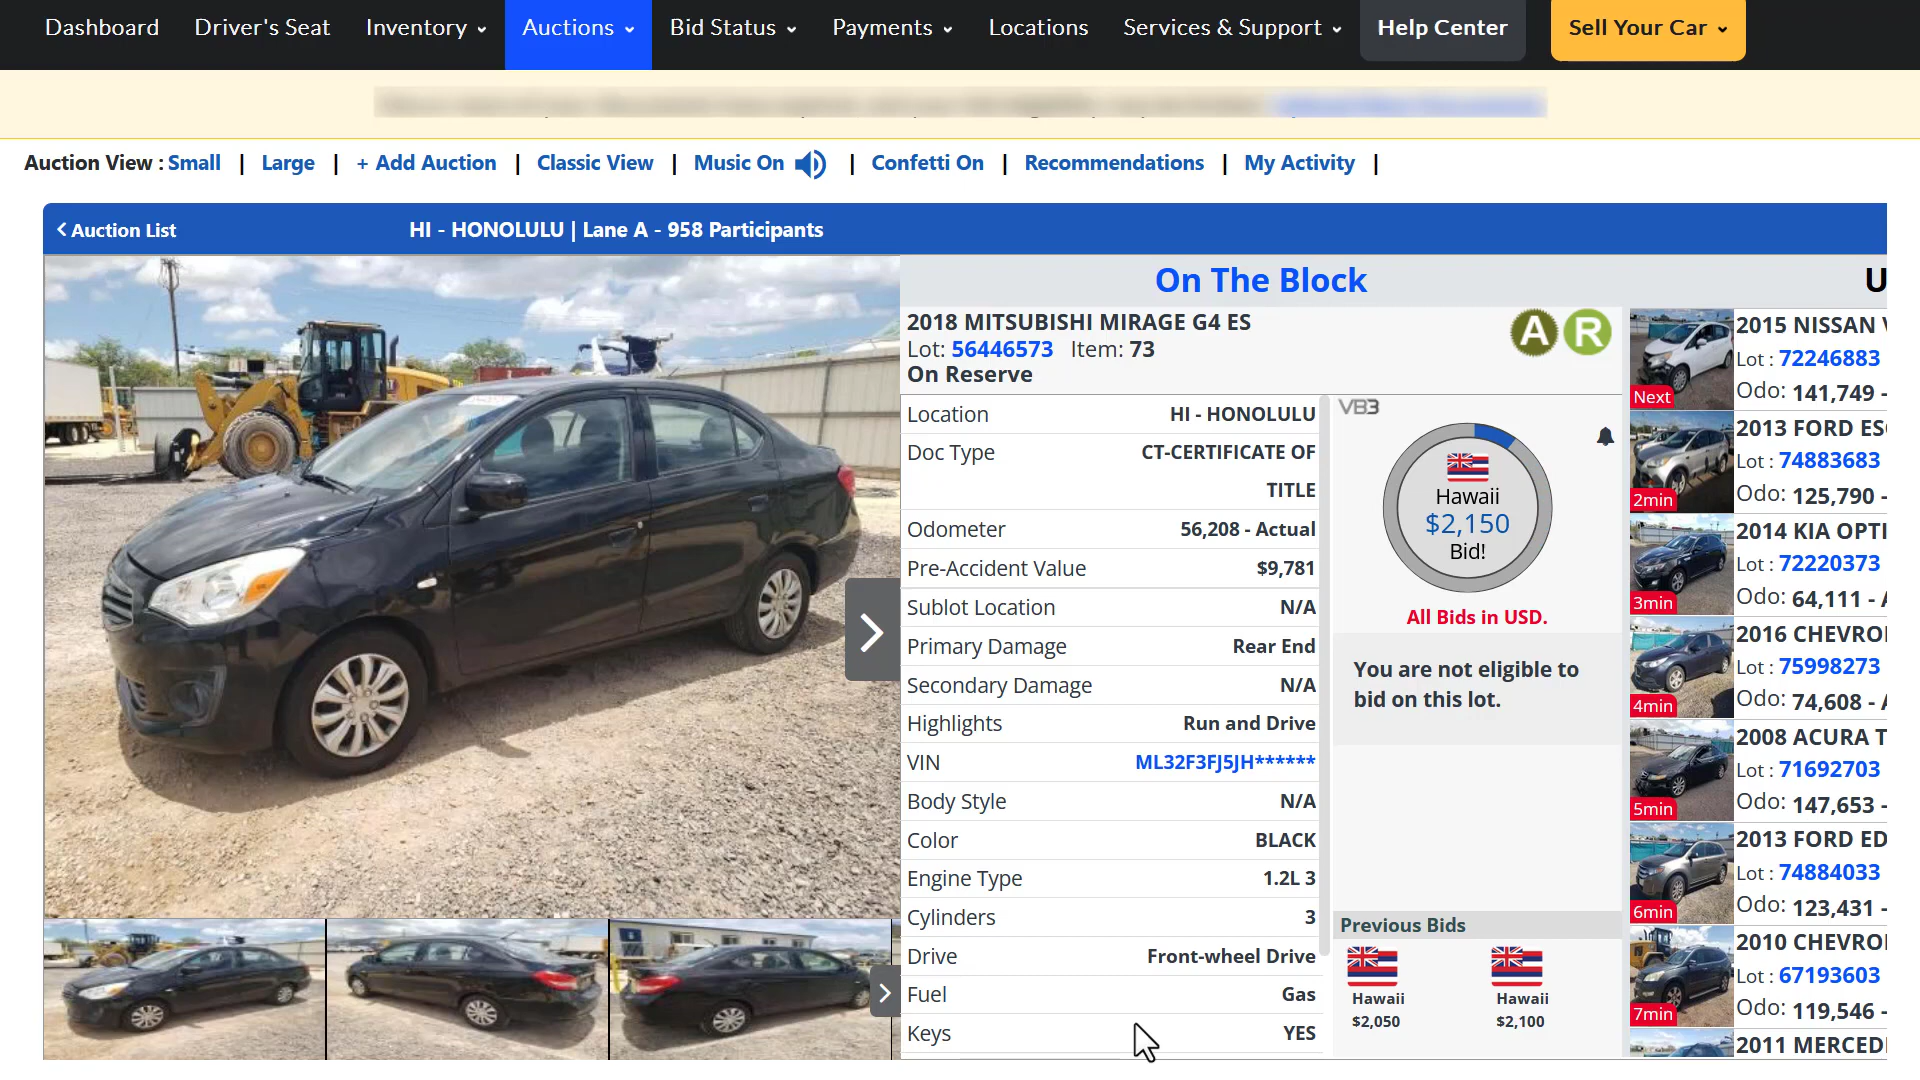 Dashboard
Driver's Seat
Inventory
Auctions
Bid Status
Payments
Locations
Services & Support
Help Center
Sell Your Car
Auction View : Small | Large | + Add Auction | Classic View | Music On | Confetti On | Recommendations | My Activity |
Auction List
HI - HONOLULU | Lane A - 958 Participants
On The Block
2018 MITSUBISHI MIRAGE G4 ES
Lot: 56446573 Item: 73
On Reserve
A R
Location HI - HONOLULU
Doc Type CT-CERTIFICATE OF
TITLE
Odometer 56,208 - Actual
Pre-Accident Value $9,781
Sublot Location N/A
Primary Damage Rear End
Secondary Damage N/A
Highlights Run and Drive
VIN ML32F3FJ5JH******
Body Style N/A
Color BLACK
Engine Type 1.2L 3
Cylinders 3
Drive Front-wheel Drive
Fuel Gas
Keys YES
VB3
Hawaii
$2,150
Bid!
All Bids in USD.
You are not eligible to
bid on this lot.
Previous Bids
Hawaii
$2,050
Hawaii
$2,100
U
2015 NISSAN V
Lot : 72246883
Odo: 141,749 -
Next
2013 FORD ES
Lot : 74883683
Odo: 125,790 -
2min
2014 KIA OPTI
Lot : 72220373
Odo: 64,111 - A
3min
2016 CHEVROL
Lot : 75998273
Odo: 74,608 - A
4min
2008 ACURA T
Lot : 71692703
Odo: 147,653 -
5min
2013 FORD ED
Lot : 74884033
Odo: 123,431 -
6min
2010 CHEVROL
Lot : 67193603
Odo: 119,546 -
7min
2011 MERCED